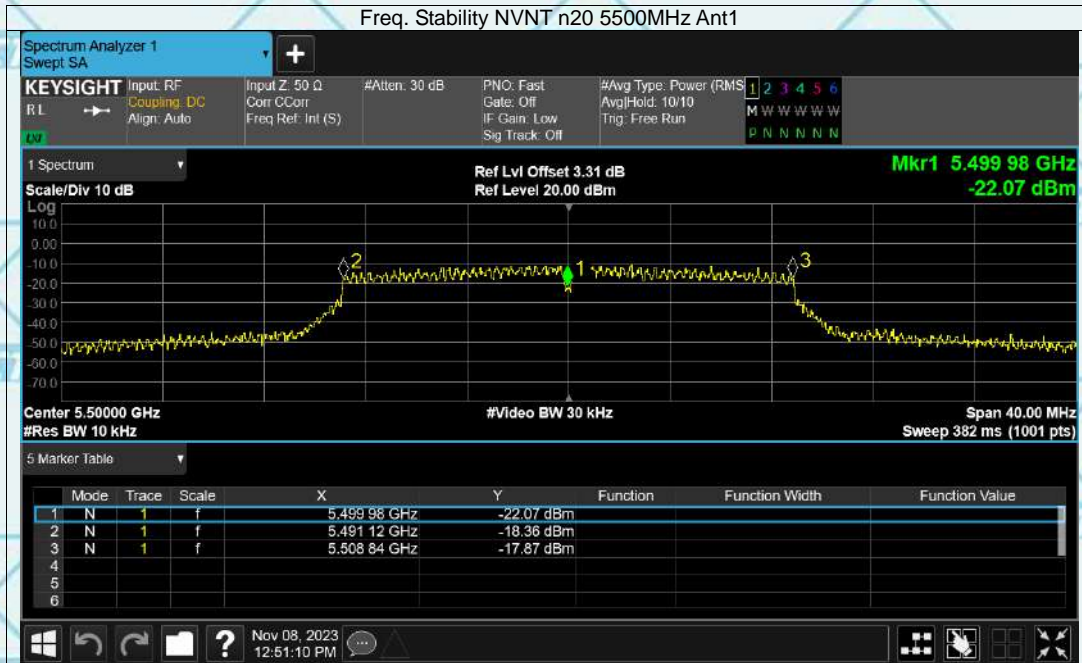 Freq. Stability NVNT n20 5500MHz Ant1
Spectrum Analyzer 1
Swept SA
+
KEYSIGHT
R L
LXI
Input: RF
Coupling: DC
Align: Auto
Input Z: 50 Ω
Corr CCorr
Freq Ref: Int (S)
#Atten: 30 dB
PNO: Fast
Gate: Off
IF Gain: Low
Sig Track: Off
#Avg Type: Power (RMS
Avg|Hold: 10/10
Trig: Free Run
1 2 3 4 5 6
M W W W W W
P N N N N N
1 Spectrum
Scale/Div 10 dB
Ref Lvl Offset 3.31 dB
Ref Level 20.00 dBm
Mkr1 5.499 98 GHz
-22.07 dBm
Log
10.0
0.00
-10.0
-20.0
-30.0
-40.0
-50.0
-60.0
-70.0
2
1
3
Center 5.50000 GHz
#Res BW 10 kHz
#Video BW 30 kHz
Span 40.00 MHz
Sweep 382 ms (1001 pts)
5 Marker Table
Mode Trace Scale X Y Function Function Width Function Value
1 N 1 f 5.499 98 GHz -22.07 dBm
2 N 1 f 5.491 12 GHz -18.36 dBm
3 N 1 f 5.508 84 GHz -17.87 dBm
4
5
6
?
Nov 08, 2023
12:51:10 PM